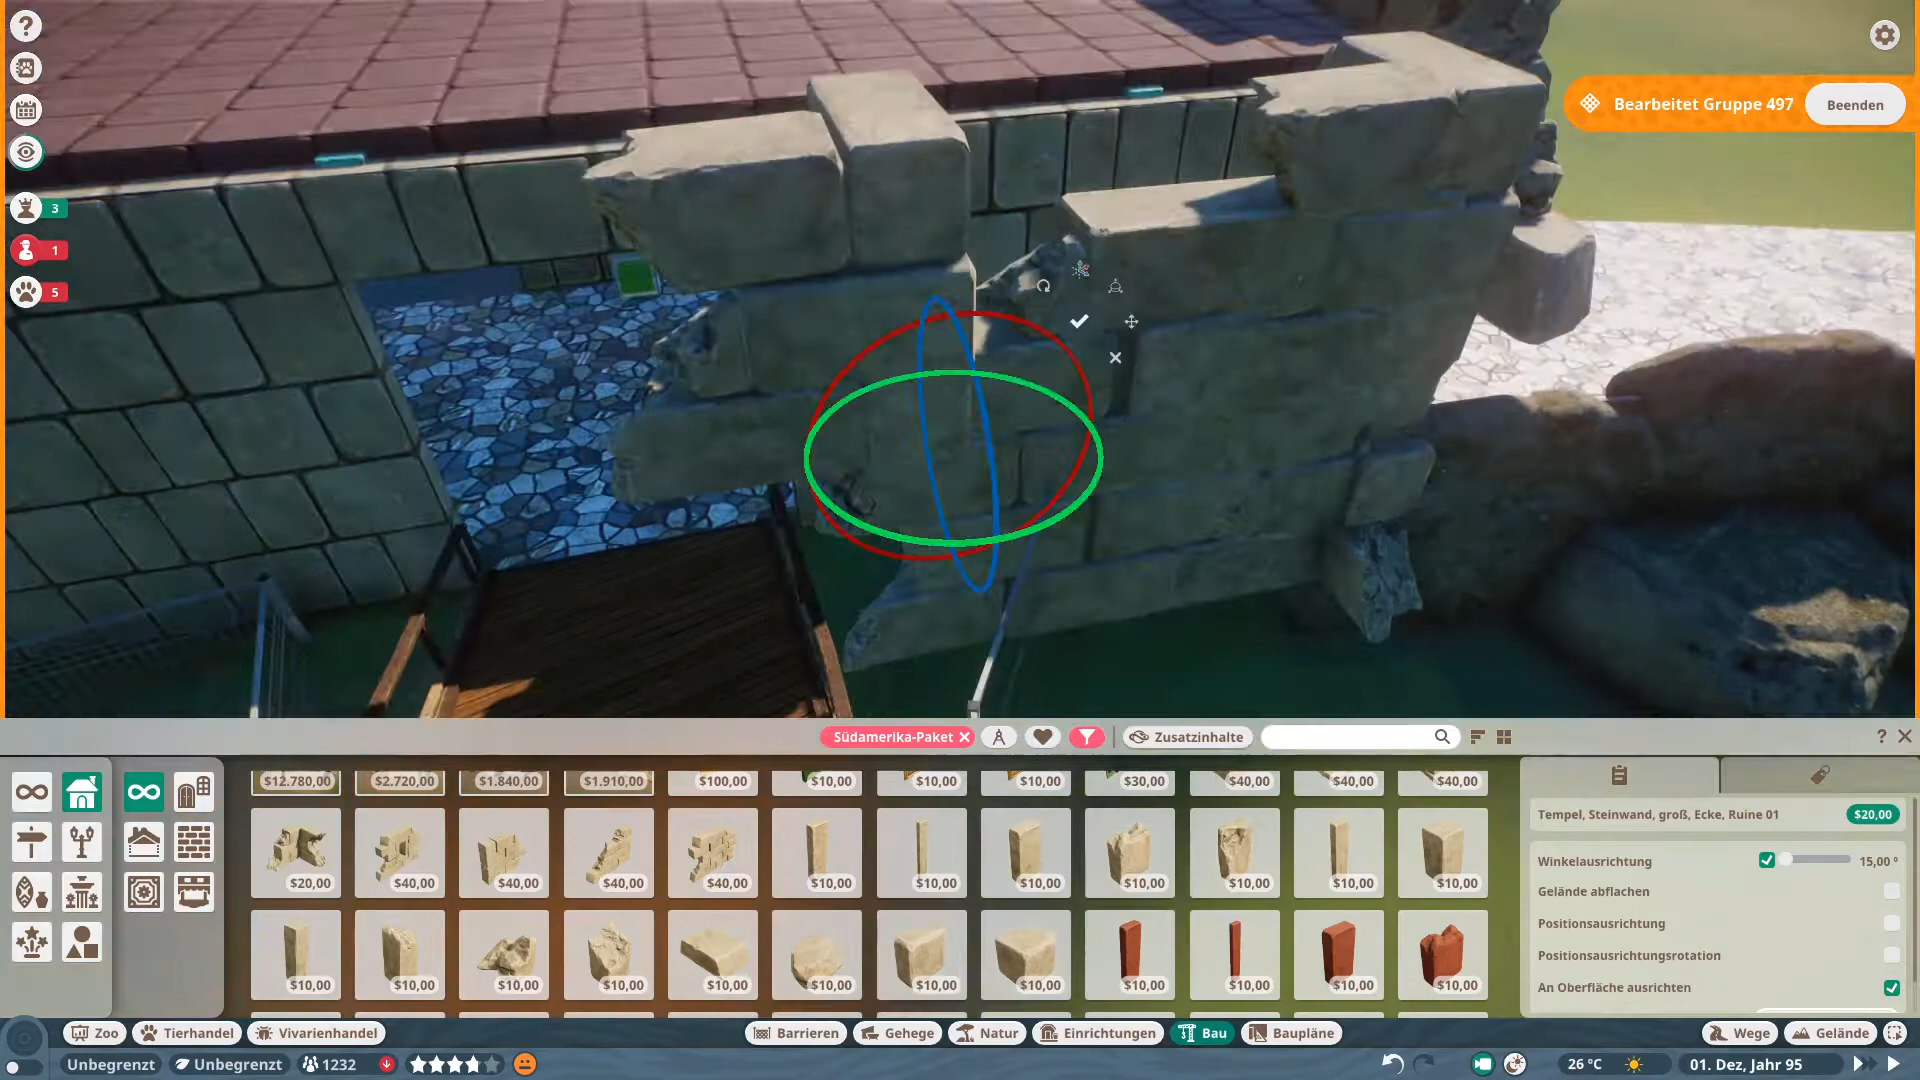 Bearbeitet Gruppe 497
Beenden
3
1
5
Südamerika-Paket
Zusatzinhalte
?
$12.780,00 $2.720,00 $1.840,00 $1.910,00 $100,00 $10,00 $10,00 $10,00 $30,00 $40,00 $40,00 $40,00
$20,00 $40,00 $40,00 $40,00 $40,00 $10,00 $10,00 $10,00 $10,00 $10,00 $10,00 $10,00
$10,00 $10,00 $10,00 $10,00 $10,00 $10,00 $10,00 $10,00 $10,00 $10,00 $10,00 $10,00
Tempel, Steinwand, groß, Ecke, Ruine 01 $20,00
Winkelausrichtung 15,00 °
Gelände abflachen
Positionsausrichtung
Positionsausrichtungsrotation
An Oberfläche ausrichten
Zoo Tierhandel Vivarienhandel Barrieren Gehege Natur Einrichtungen Bau Baupläne Wege Gelände
Unbegrenzt Unbegrenzt 1232 26 °C 01. Dez, Jahr 95